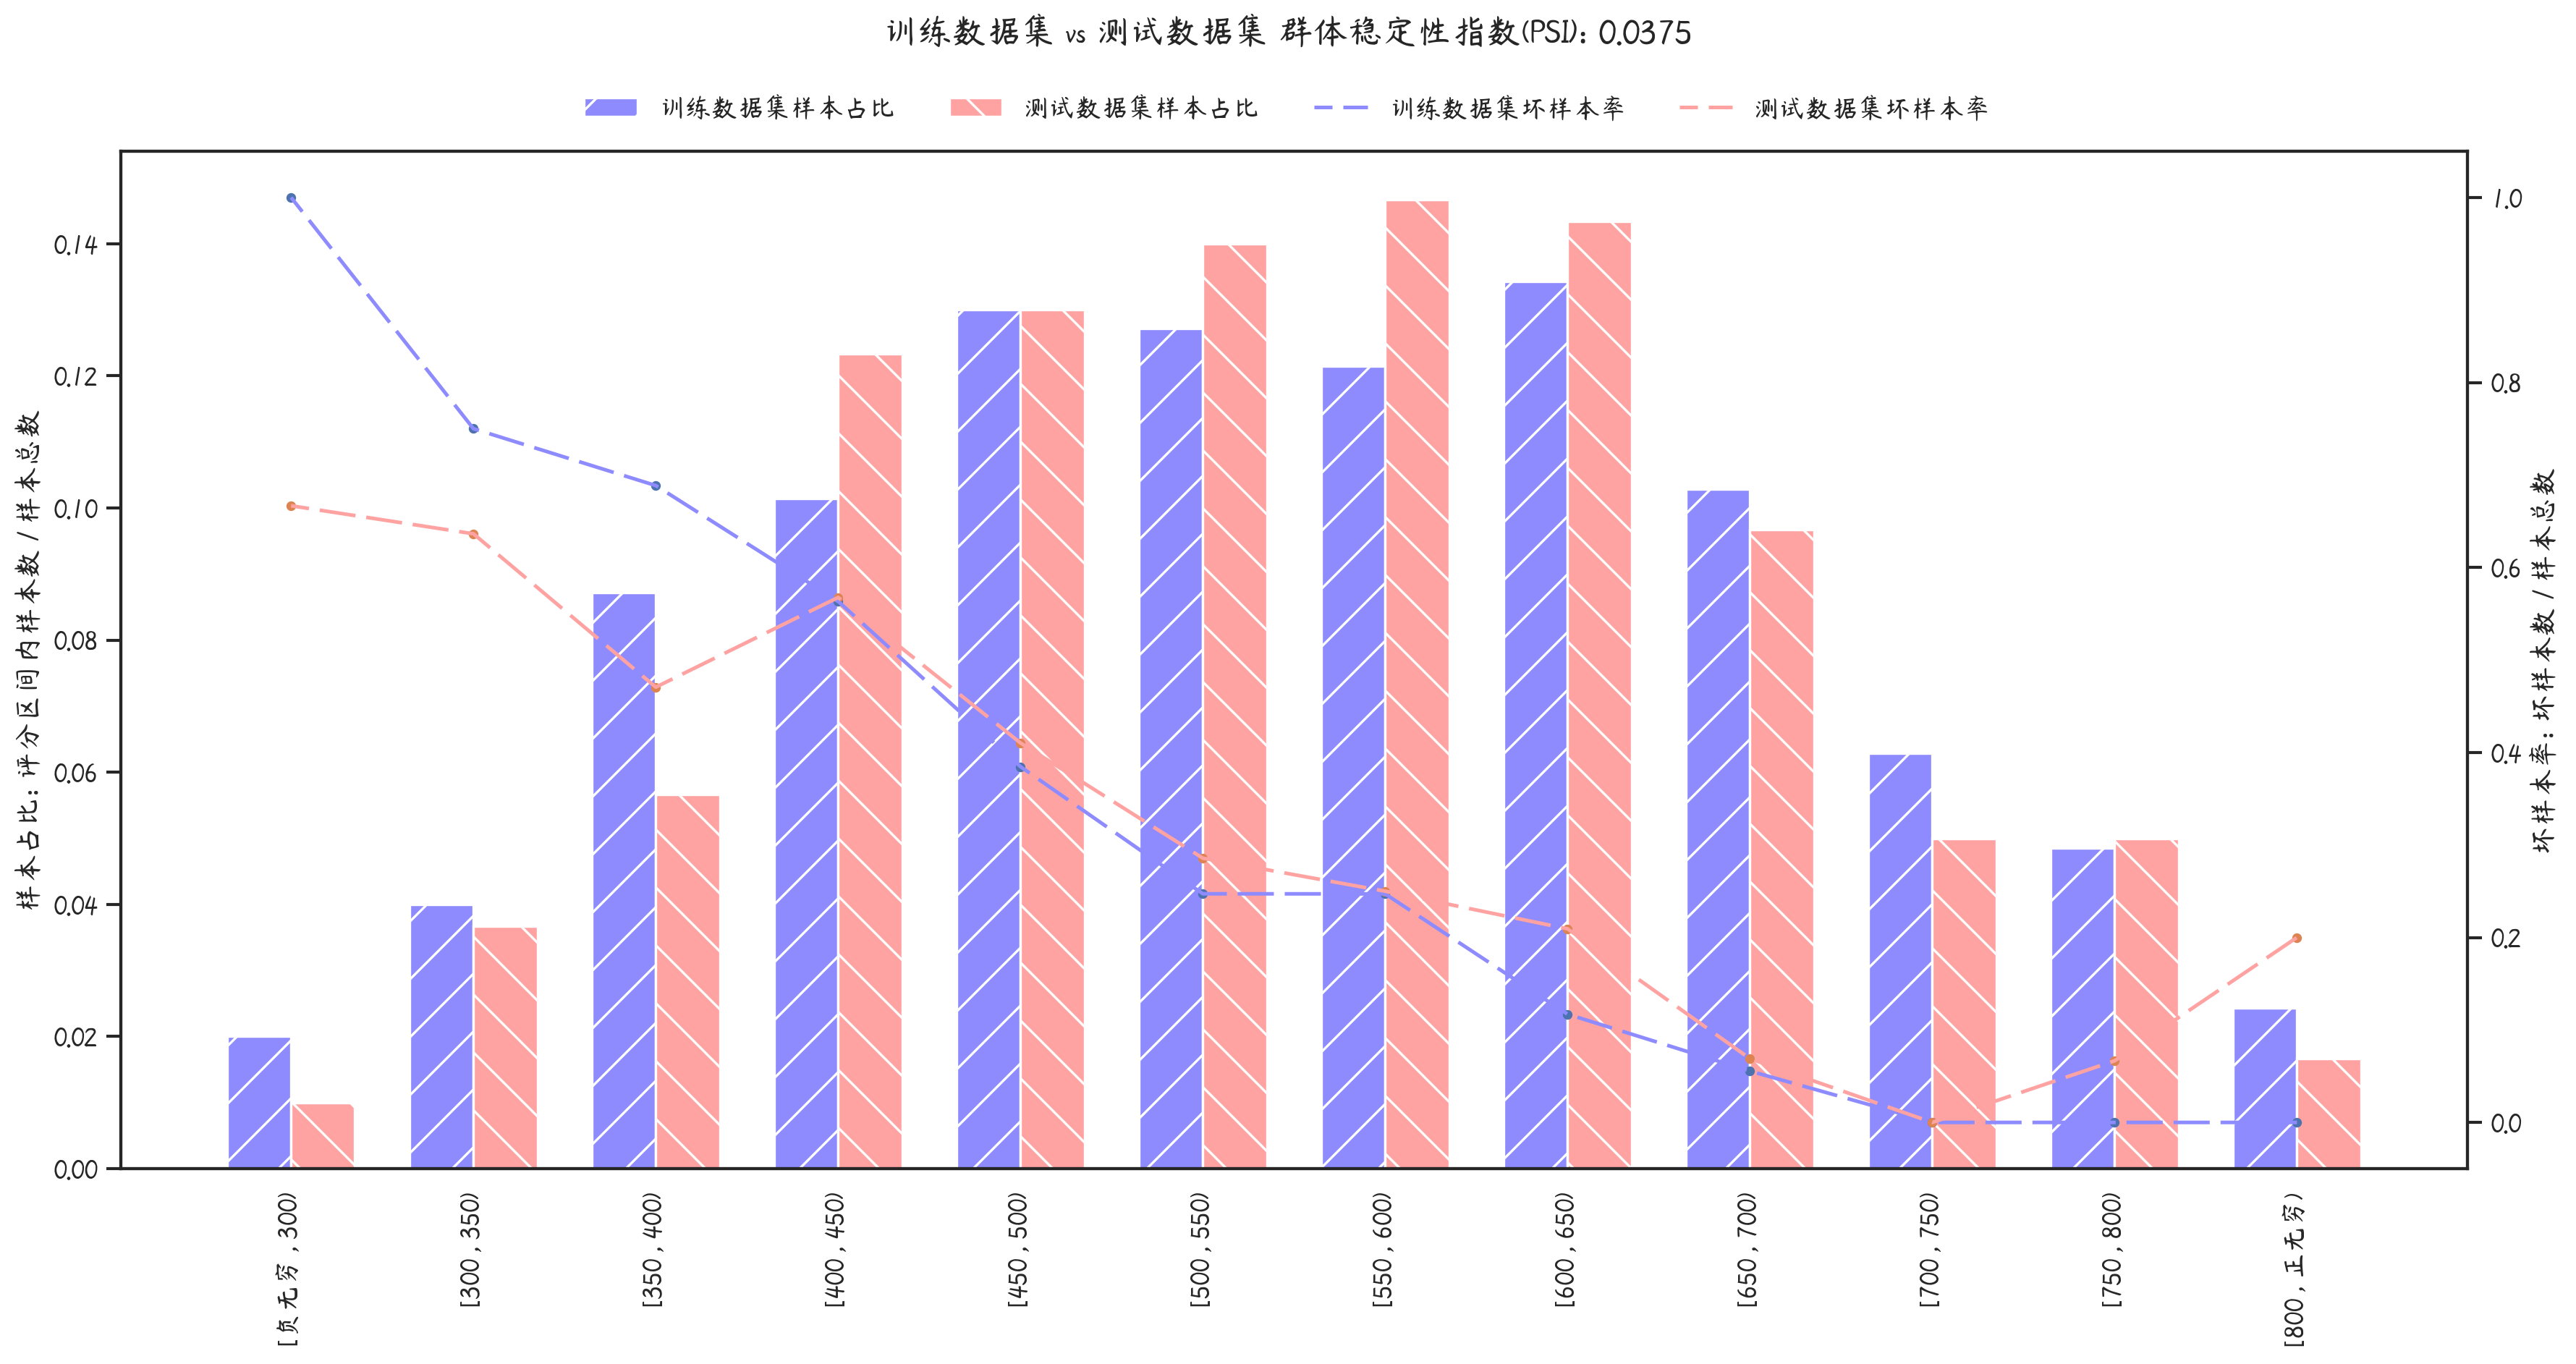 训练数据集 vs 测试数据集 群体稳定性指数(PSI): 0.0375
训练数据集样本占比
测试数据集样本占比
训练数据集坏样本率
测试数据集坏样本率
样本占比: 评分区间内样本数 / 样本总数
0.14
0.12
0.10
0.08
0.06
0.04
0.02
0.00
1.0
0.8
0.6
0.4
0.2
0.0
坏样本率: 坏样本数 / 样本总数
[负无穷 , 300)
[300 , 350)
[350 , 400)
[400 , 450)
[450 , 500)
[500 , 550)
[550 , 600)
[600 , 650)
[650 , 700)
[700 , 750)
[750 , 800)
[800 , 正无穷 )